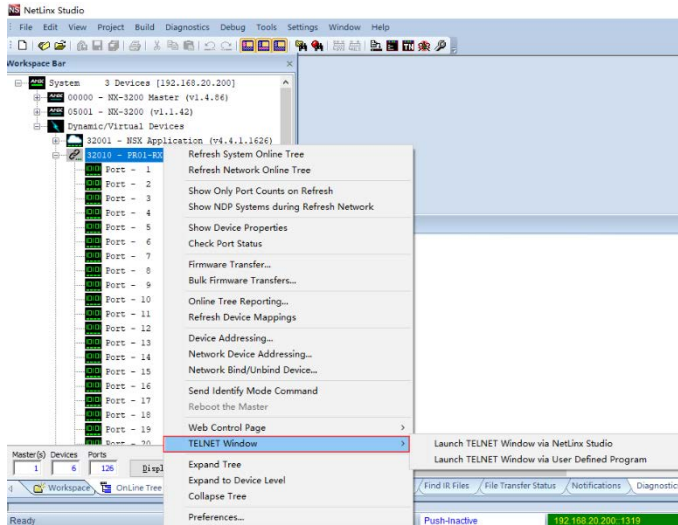 NetLinx Studio
File Edit View Project Build Diagnostics Debug Tools Settings Window Help
Workspace Bar
System 3 Devices [192.168.20.200]
00000 - NX-3200 Master (v1.4.86)
05001 - NX-3200 (v1.1.42)
Dynamic/Virtual Devices
32001 - NSX Application (v4.4.1.1626)
32010 - PR01-RX
Port - 1
Port - 2
Port - 3
Port - 4
Port - 5
Port - 6
Port - 7
Port - 8
Port - 9
Port - 10
Port - 11
Port - 12
Port - 13
Port - 14
Port - 15
Port - 16
Port - 17
Port - 18
Port - 19
Port - 20
Refresh System Online Tree
Refresh Network Online Tree
Show Only Port Counts on Refresh
Show NDP Systems during Refresh Network
Show Device Properties
Check Port Status
Firmware Transfer...
Bulk Firmware Transfers...
Online Tree Reporting...
Refresh Device Mappings
Device Addressing...
Network Device Addressing...
Network Bind/Unbind Device...
Send Identify Mode Command
Reboot the Master
Web Control Page
TELNET Window
Expand Tree
Expand to Device Level
Collapse Tree
Preferences...
Launch TELNET Window via NetLinx Studio
Launch TELNET Window via User Defined Program
Master(s) Devices Ports
1 6 126 Displ
Workspace OnLine Tree
Find IR Files File Transfer Status Notifications Diagnostic
Ready Push-Inactive 192.168.20.200::1319